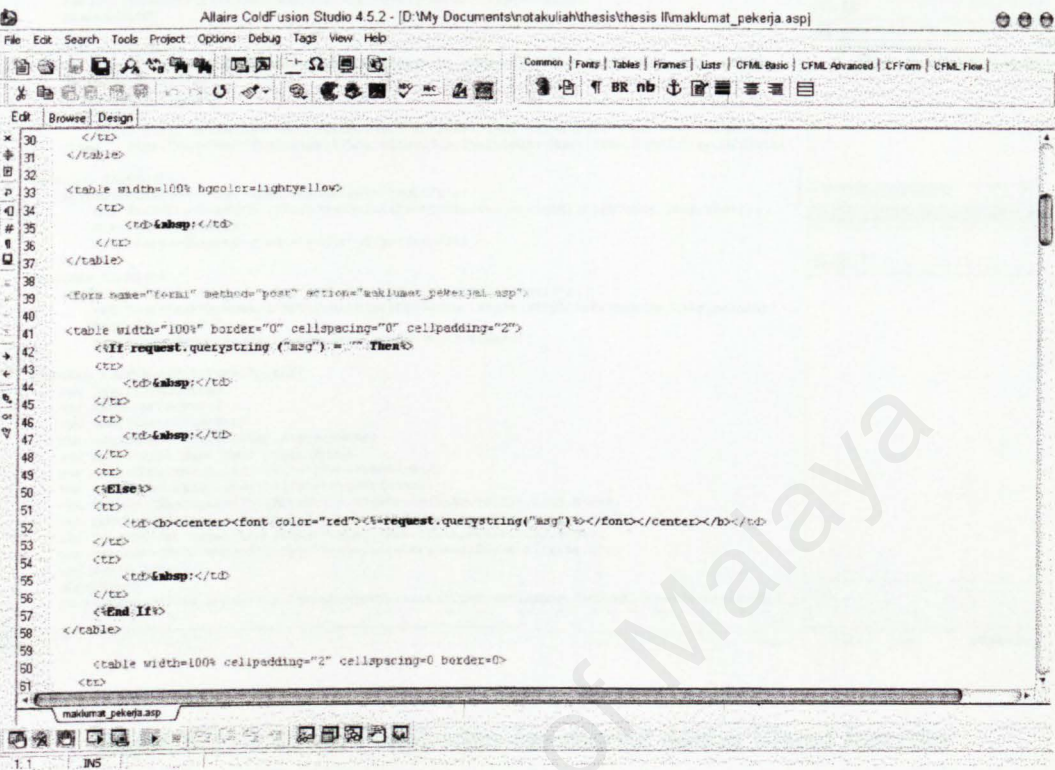 Allaire ColdFusion Studio 4.5.2 - [D:\My Documents\notakuliah\thesis\thesis II\maklumat_pekerja.asp]
File Edit Search Tools Project Options Debug Tags View Help
Common Fonts Tables Frames Lists CFML Basic CFML Advanced CFForm CFML Flow
BR nb
Edit Browse Design
30 </tr>
31 </table>
32
33 <table width=100% bgcolor=lightyellow>
34 <tr>
35 <td>&nbsp;</td>
36 </tr>
37 </table>
38
39 <form name="form1" method="post" action="maklumat_pekerja1.asp">
40
41 <table width="100%" border="0" cellspacing="0" cellpadding="2">
42 <%If request.querystring ("msg") = "" Then%>
43 <tr>
44 <td>&nbsp;</td>
45 </tr>
46 <tr>
47 <td>&nbsp;</td>
48 </tr>
49 <tr>
50 <%Else%>
51 <tr>
52 <td><b><center><font color="red"><%=request.querystring("msg")%></font></center></b></td>
53 </tr>
54 <tr>
55 <td>&nbsp;</td>
56 </tr>
57 <%End If%>
58 </table>
59
60 <table width=100% cellpadding="2" cellspacing=0 border=0>
61 <tr>
maklumat_pekerja.asp
1: 1 INS
of Malaya